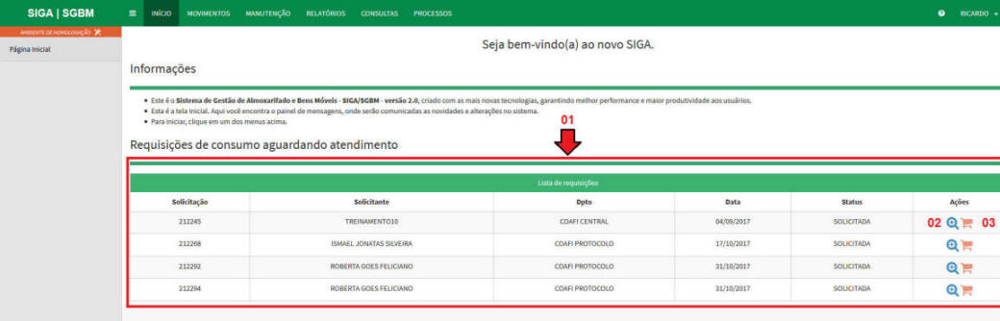 SIGA | SGBM
INÍCIO MOVIMENTOS MANUTENÇÃO RELATÓRIOS CONSULTAS PROCESSOS RICARDO
AMBIENTE DE HOMOLOGAÇÃO
Página Inicial
Seja bem-vindo(a) ao novo SIGA.
Informações
Este é o Sistema de Gestão de Almoxarifado e Bens Móveis - SIGA/SGBM - versão 2.0, criado com as mais novas tecnologias, garantindo melhor performance e maior produtividade aos usuários.
Esta é a tela Inicial. Aqui você encontra o painel de mensagens, onde serão comunicadas as novidades e alterações no sistema.
Para iniciar, clique em um dos menus acima.
01
Requisições de consumo aguardando atendimento
Lista de requisições
Solicitação Solicitante Dpto Data Status Ações
212245 TREINAMENTO10 COAFI CENTRAL 04/09/2017 SOLICITADA 02 03
212268 ISMAEL JONATAS SILVEIRA COAFI PROTOCOLO 17/10/2017 SOLICITADA
212292 ROBERTA GOES FELICIANO COAFI PROTOCOLO 31/10/2017 SOLICITADA
212294 ROBERTA GOES FELICIANO COAFI PROTOCOLO 31/10/2017 SOLICITADA